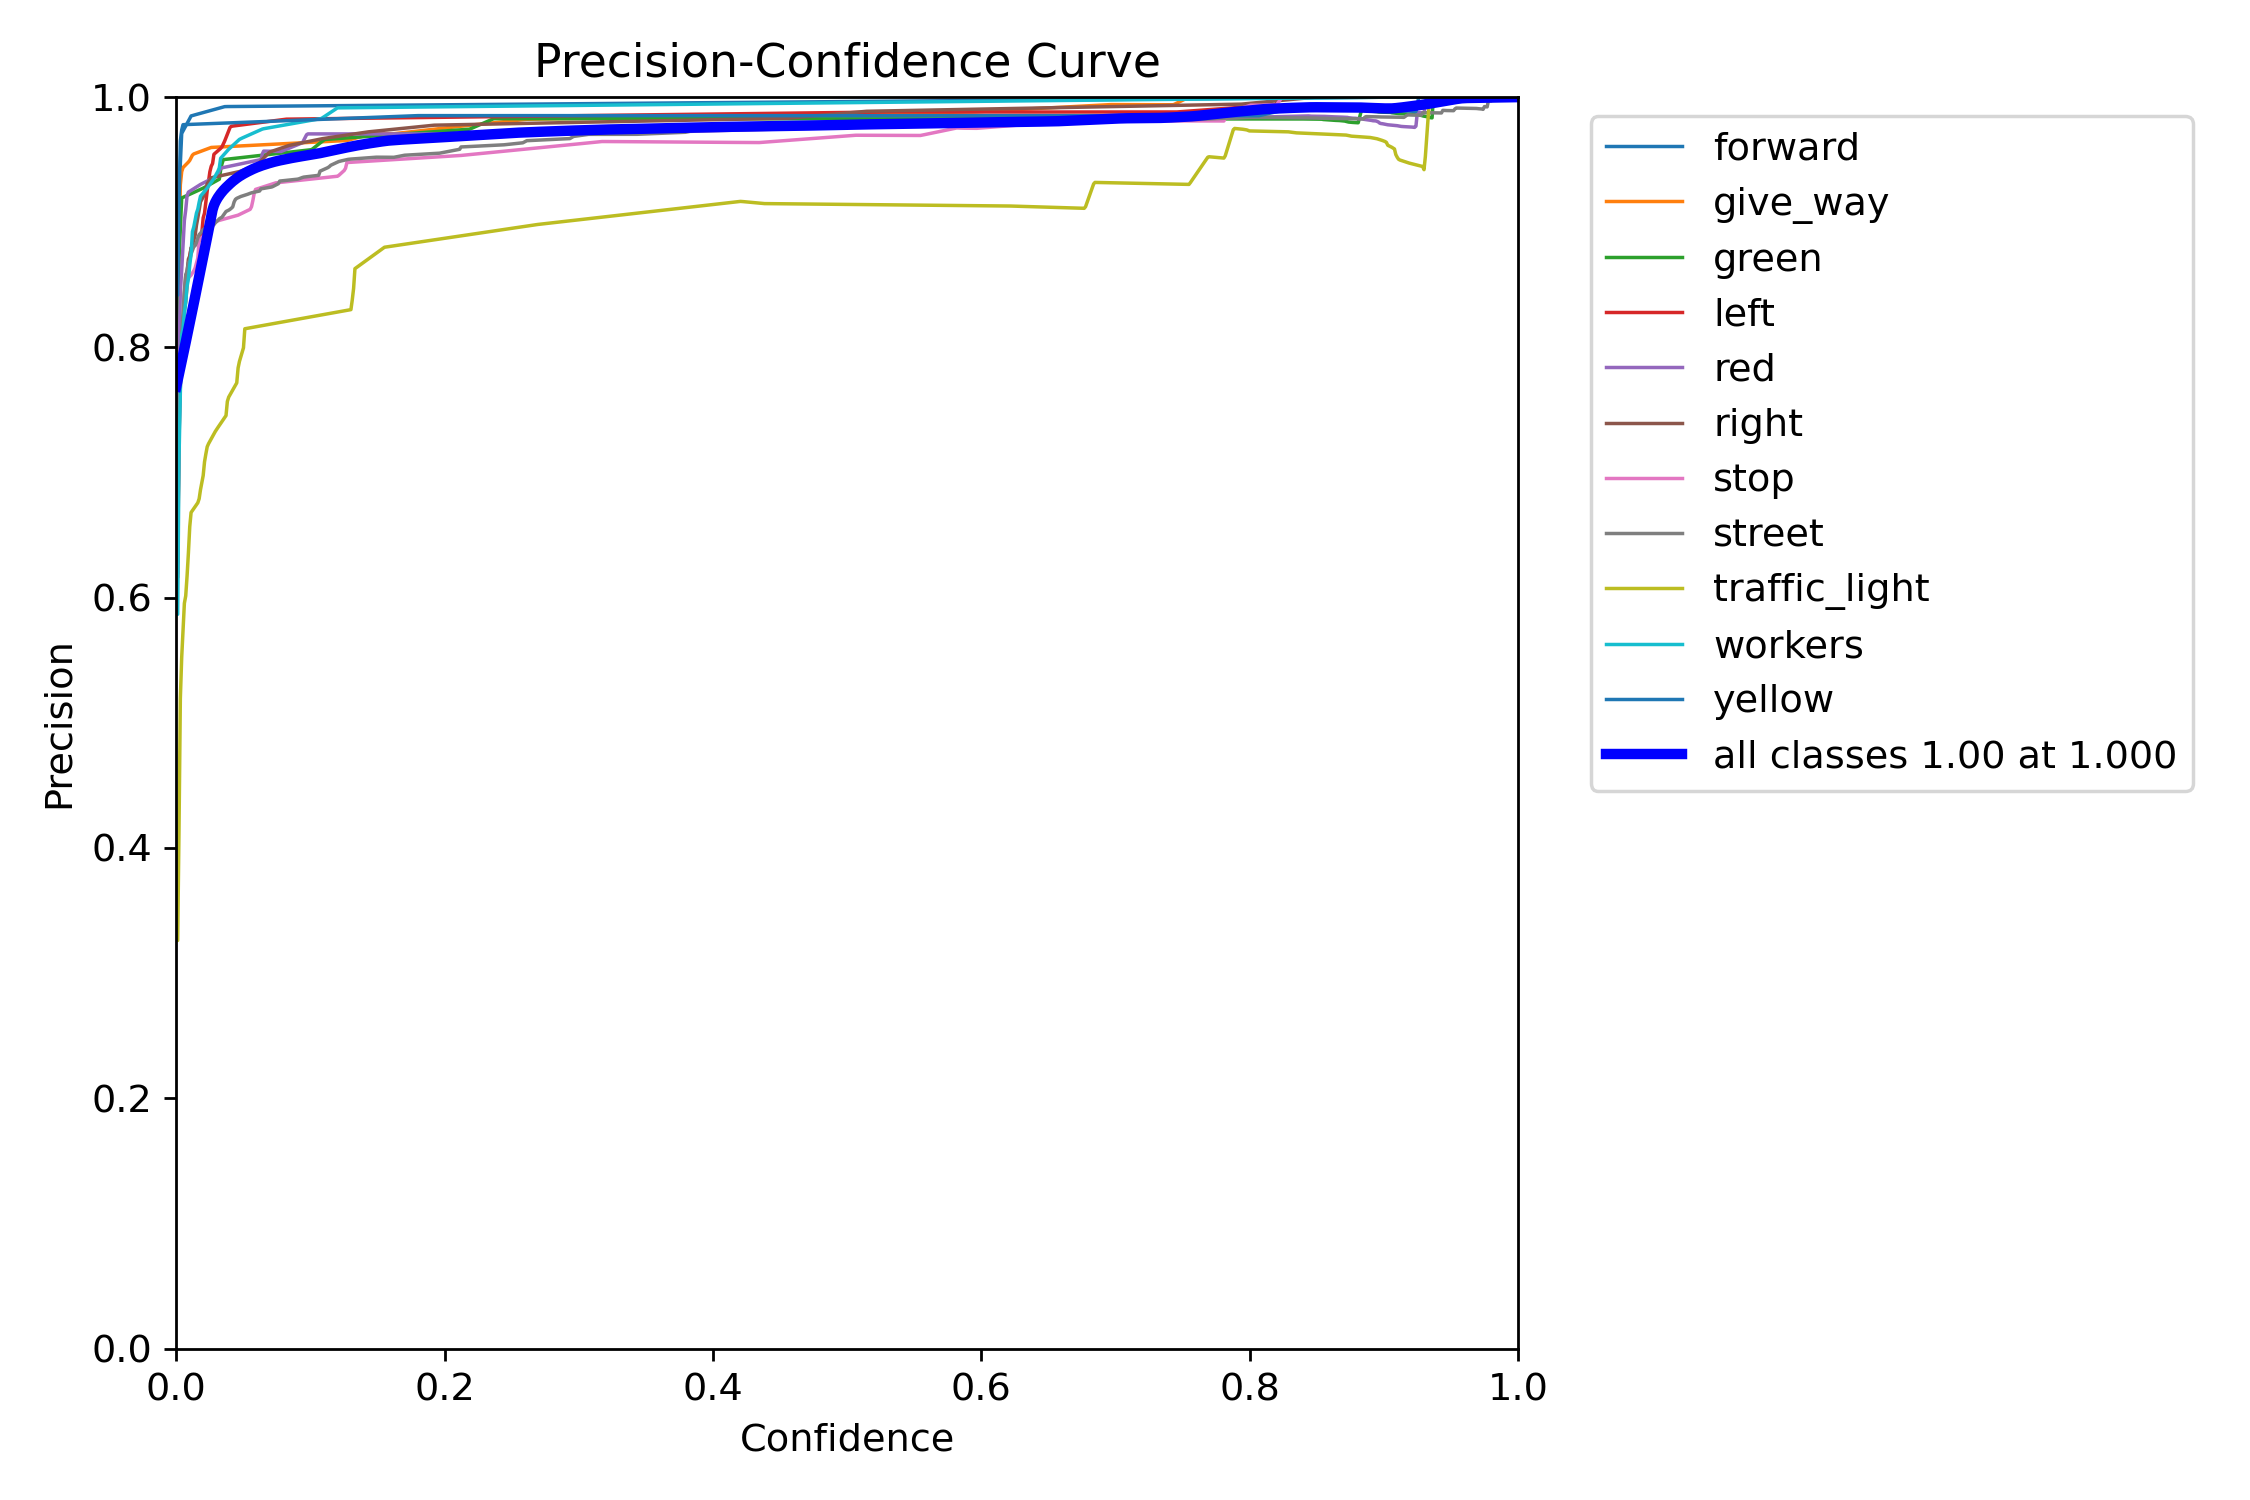 Precision-Confidence Curve
1.0
0.8
0.6
0.4
0.2
0.0
Precision
0.0 0.2 0.4 0.6 0.8 1.0
Confidence
forward
give_way
green
left
red
right
stop
street
traffic_light
workers
yellow
all classes 1.00 at 1.000